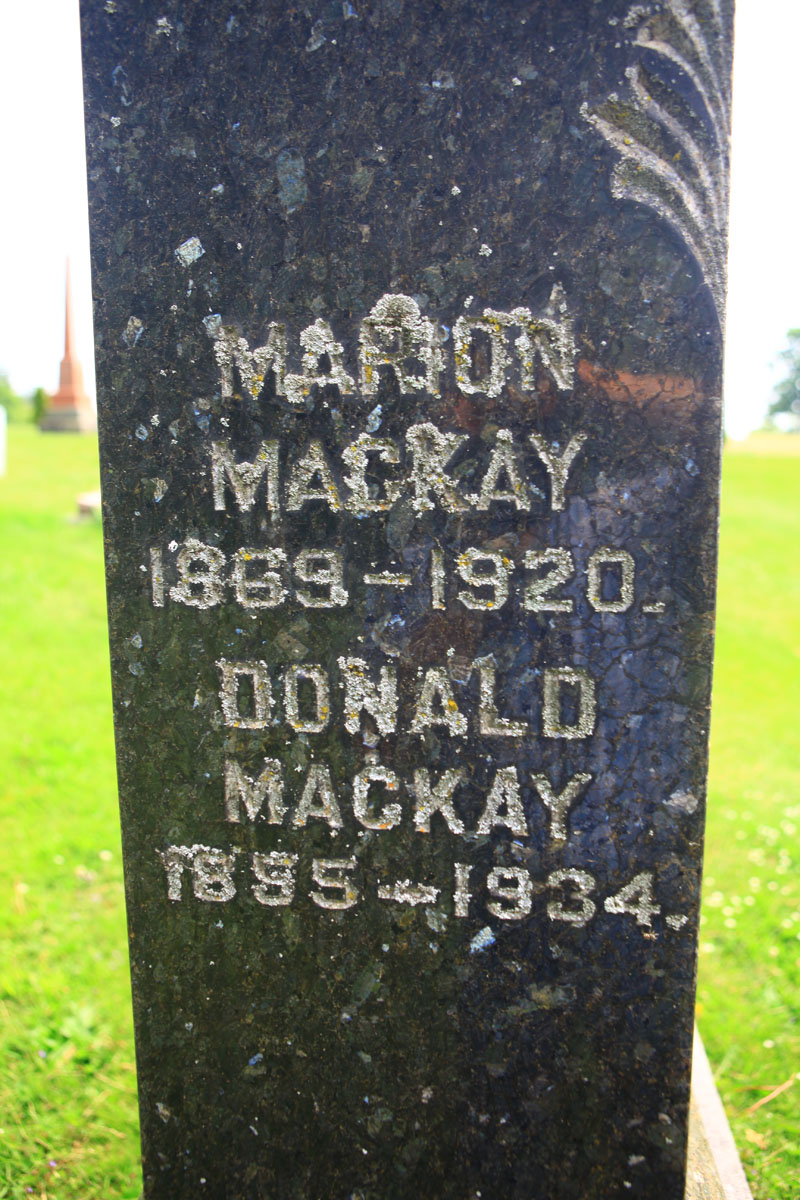 MARION
MACKAY
1869-1920.
DONALD
MACKAY
1855-1934.